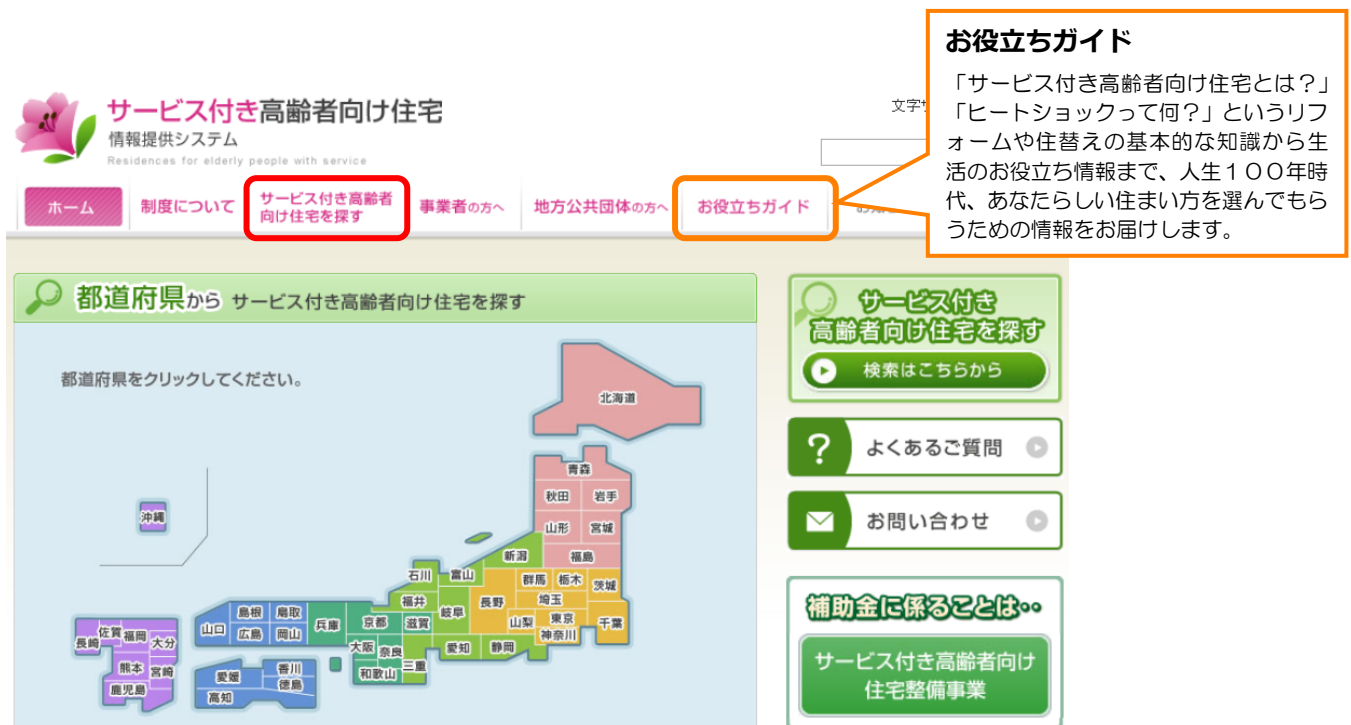 お役立ちガイド
「サービス付き高齢者向け住宅とは？」
「ヒートショックって何？」というリフ
ォームや住替えの基本的な知識から生
活のお役立ち情報まで、人生１００年時
代、あなたらしい住まい方を選んでもら
うための情報をお届けします。
サービス付き高齢者向け住宅
情報提供システム
Residences for elderly people with service
文字
ホーム
制度について
サービス付き高齢者
向け住宅を探す
事業者の方へ
地方公共団体の方へ
お役立ちガイド
都道府県から サービス付き高齢者向け住宅を探す
都道府県をクリックしてください。
北海道
青森
秋田 岩手
山形 宮城
福島
新潟
沖縄
石川 富山
群馬 栃木 茨城
福井 岐阜 長野 埼玉
山梨 東京 千葉
神奈川
島根 鳥取
山口 広島 岡山 兵庫 京都 滋賀
大阪 奈良 愛知 静岡
和歌山 三重
長崎 佐賀 福岡 大分
熊本 宮崎
鹿児島
愛媛 香川
高知 徳島
サービス付き
高齢者向け住宅を探す
検索はこちらから
? よくあるご質問
お問い合わせ
補助金に係ることは・・
サービス付き高齢者向け
住宅整備事業